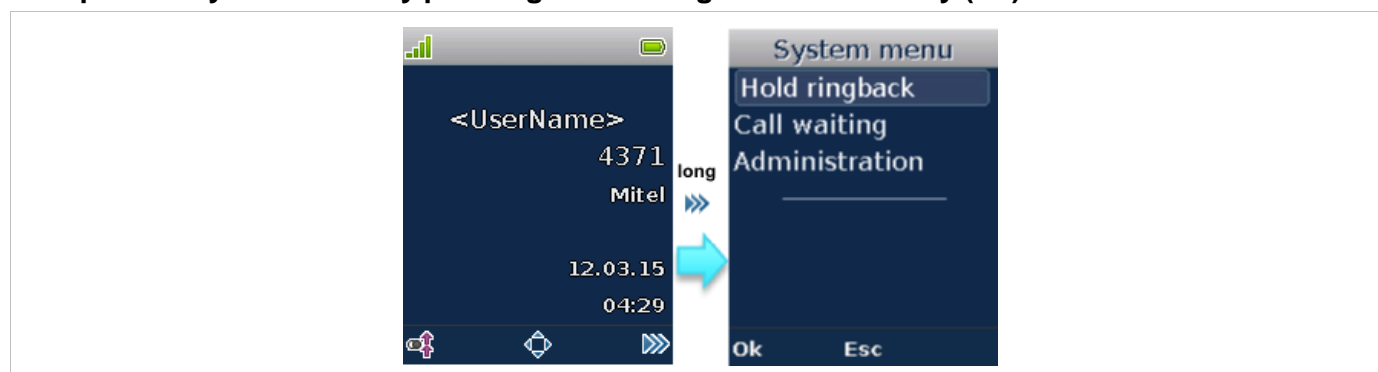 <UserName>
4371
Mitel
12.03.15
04:29
long
System menu
Hold ringback
Call waiting
Administration
Ok Esc